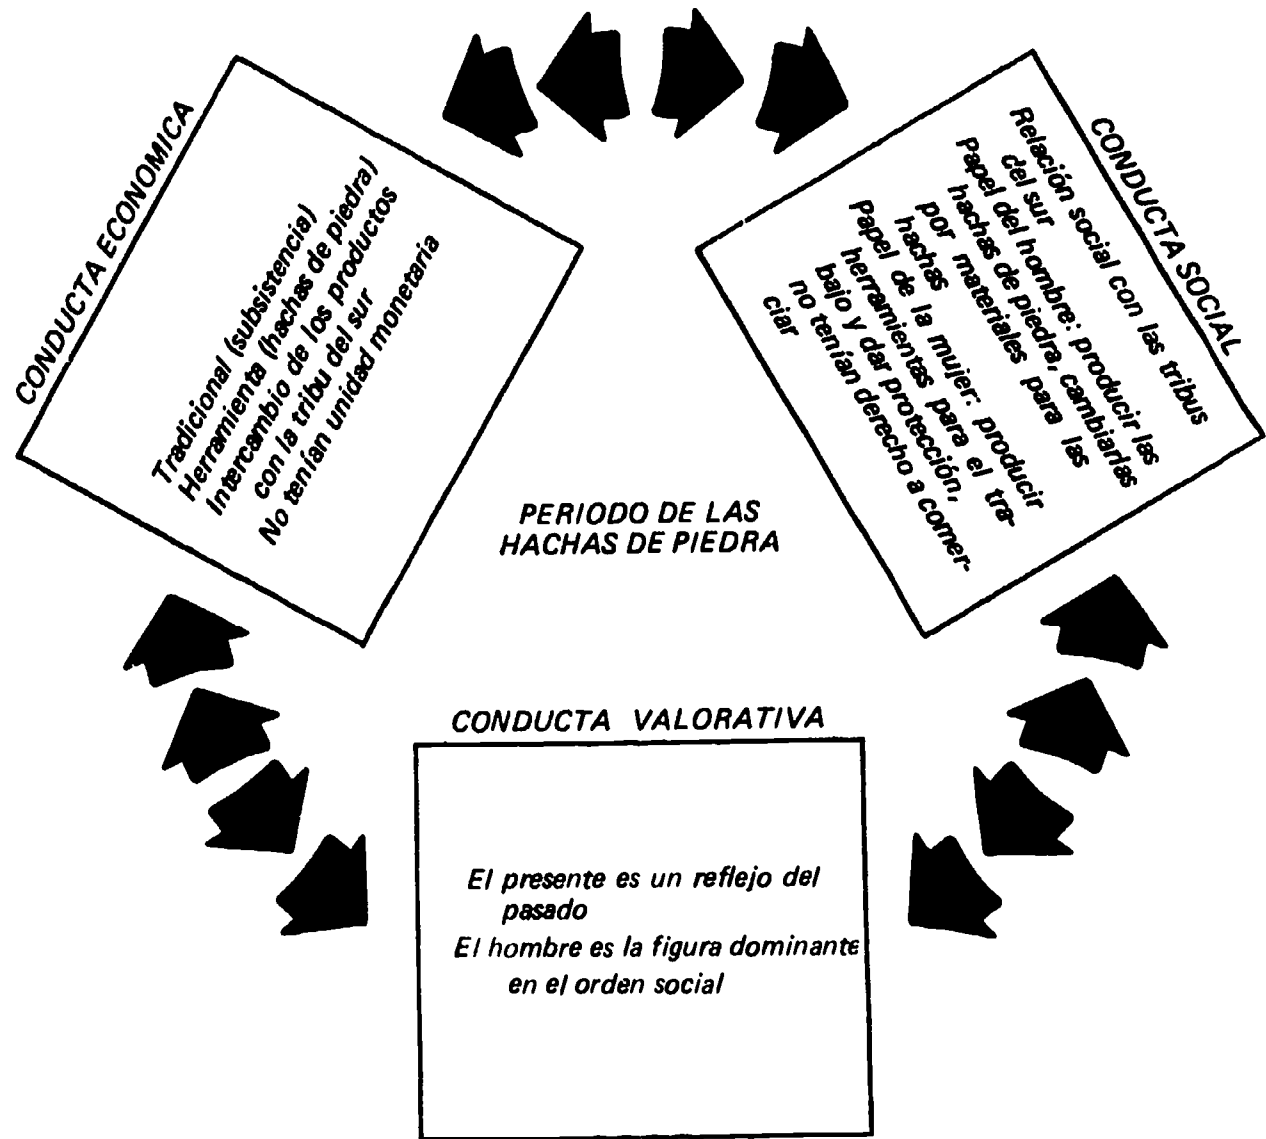 CONDUCTA ECONOMICA
Tradicional (subsistencia)
Herramienta (hachas de piedra)
Intercambio de los productos
con la tribu del sur
No tenían unidad monetaria
CONDUCTA SOCIAL
Relación social con las tribus
del sur
Papel del hombre: producir las
hachas de piedra, cambiarlas
por materiales para las
hachas
Papel de la mujer: producir
herramientas para el tra-
bajo y dar protección,
no tenían derecho a comer-
ciar
PERIODO DE LAS
HACHAS DE PIEDRA
CONDUCTA VALORATIVA
El presente es un reflejo del
pasado
El hombre es la figura dominante
en el orden social